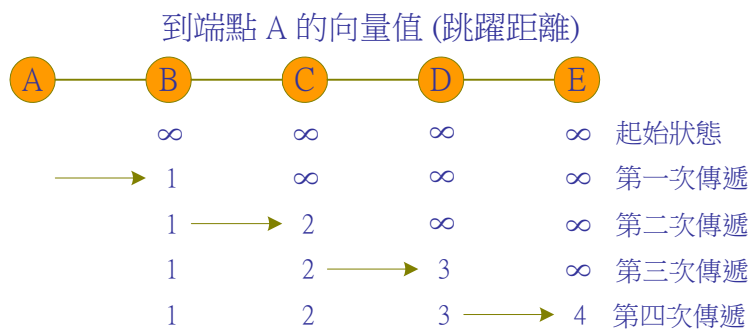 到端點 A 的向量值 (跳躍距離)
A B C D E
∞ ∞ ∞ ∞ 起始狀態
1 ∞ ∞ ∞ 第一次傳遞
1 2 ∞ ∞ 第二次傳遞
1 2 3 ∞ 第三次傳遞
1 2 3 4 第四次傳遞